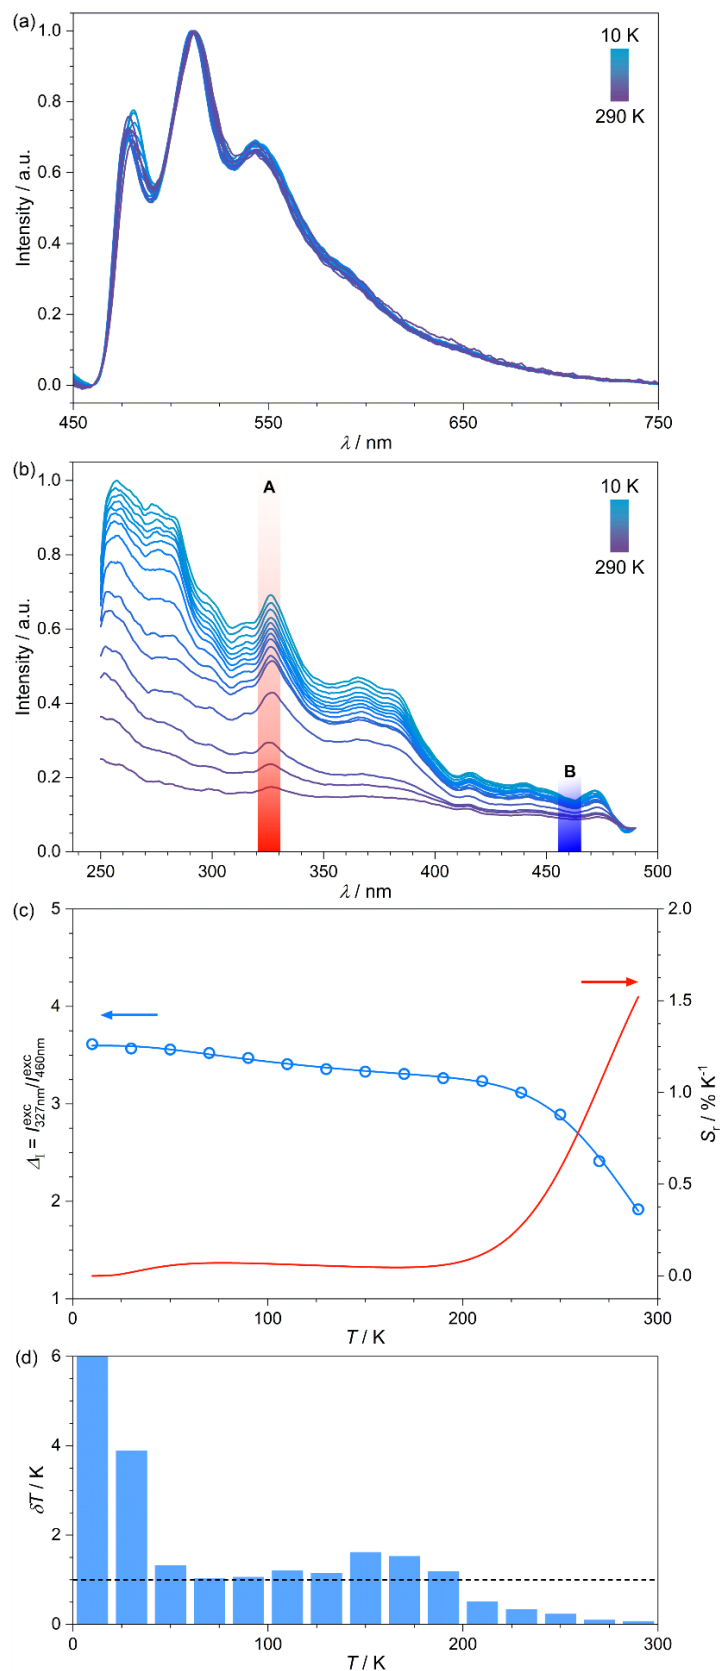 (a)
10 K
290 K
Intensity / a.u.
1.0
0.8
0.6
0.4
0.2
0.0
450
550
650
750
λ / nm
(b)
A
B
10 K
290 K
Intensity / a.u.
1.0
0.8
0.6
0.4
0.2
0.0
250
300
350
400
450
500
λ / nm
(c)
Δ_I = I^exc_327nm/I^exc_460nm
5
4
3
2
1
2.0
1.5
1.0
0.5
0.0
S_r / % K⁻¹
0
100
200
300
T / K
(d)
δT / K
6
4
2
0
0
100
200
300
T / K